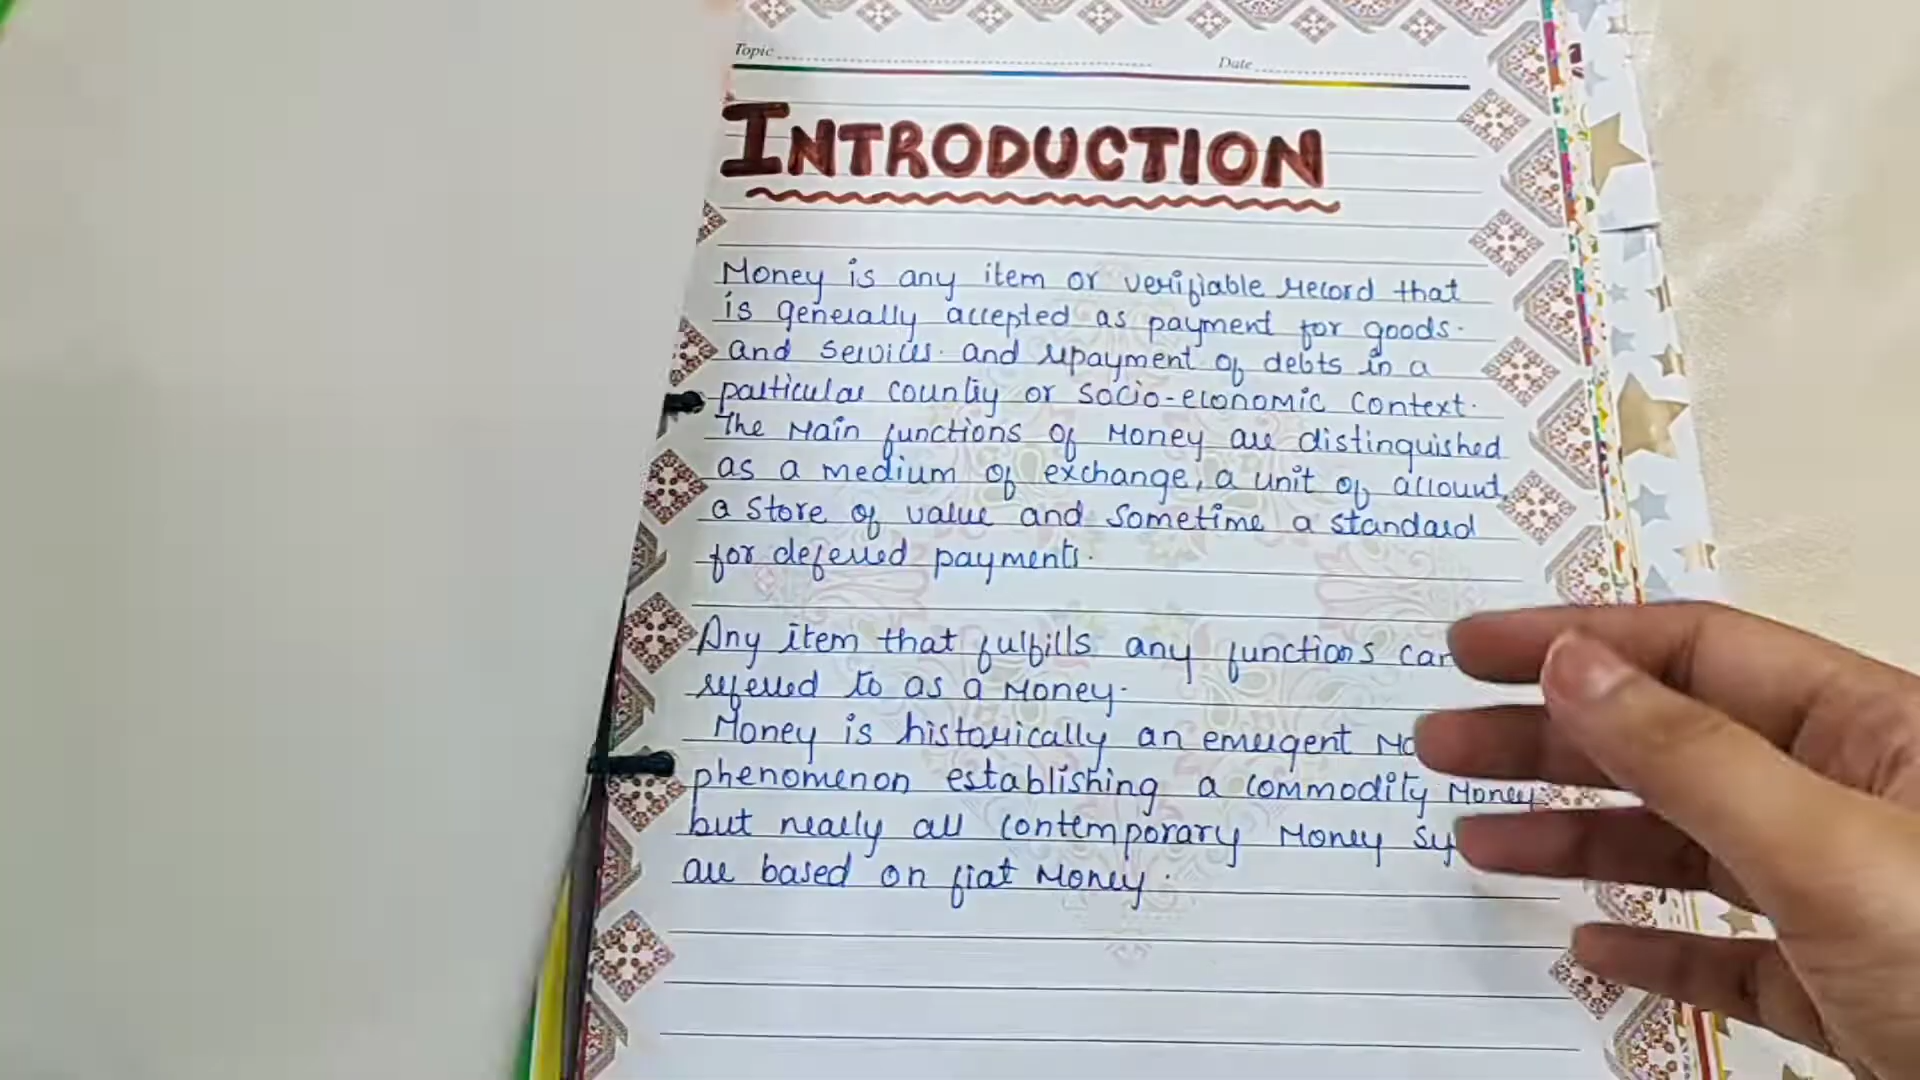 Topic
Date
INTRODUCTION
Money is any item or verifiable record that
is generally accepted as payment for goods.
and services. and repayment of debts in a
particular country or socio-economic context.
The Main functions of Money are distinguished
as a medium of exchange, a unit of account,
a store of value and sometime a standard
for deferred payments.
Any item that fulfills any functions
referred to as a Money.
Money is historically an emergent
phenomenon establishing a commodity Money
but nearly all contemporary Money
are based on fiat Money.